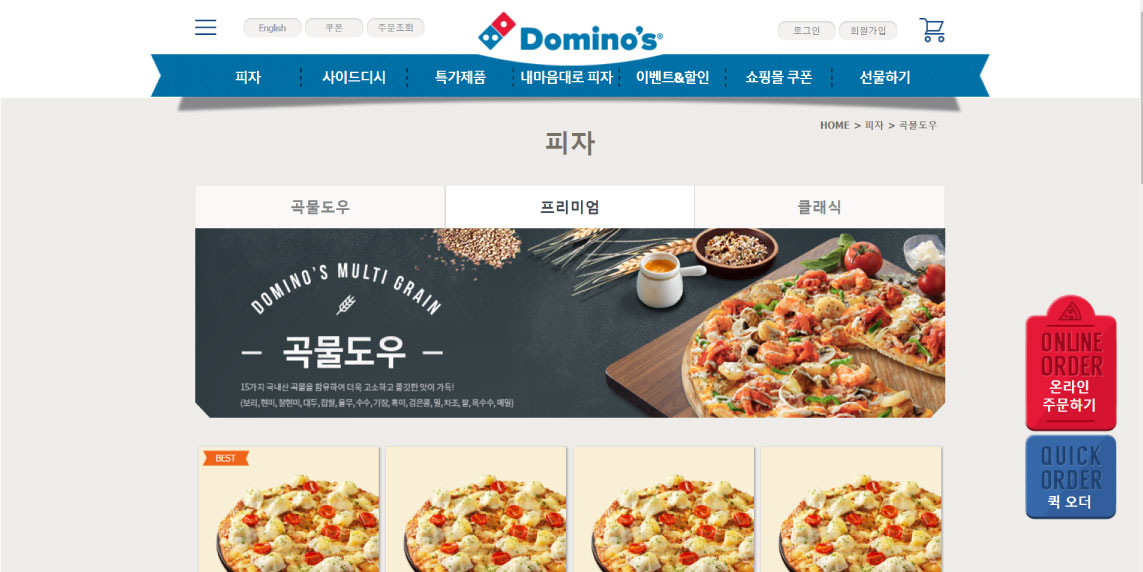 English 쿠폰 주문조회
Domino's®
로그인 회원가입
피자 사이드디시 특가제품 내마음대로 피자 이벤트&할인 쇼핑몰 쿠폰 선물하기
HOME > 피자 > 곡물도우
피자
곡물도우 프리미엄 클래식
DOMINO'S MULTI GRAIN
곡물도우
15가지 국내산 곡물을 함유하여 더욱 고소하고 쫄깃한 맛이 가득!
(보리, 현미, 찰현미, 대두, 찹쌀, 율무, 수수, 기장, 흑미, 검은콩, 밀, 차조, 쌀, 옥수수, 메밀)
BEST
ONLINE
ORDER
온라인
주문하기
QUICK
ORDER
퀵 오더